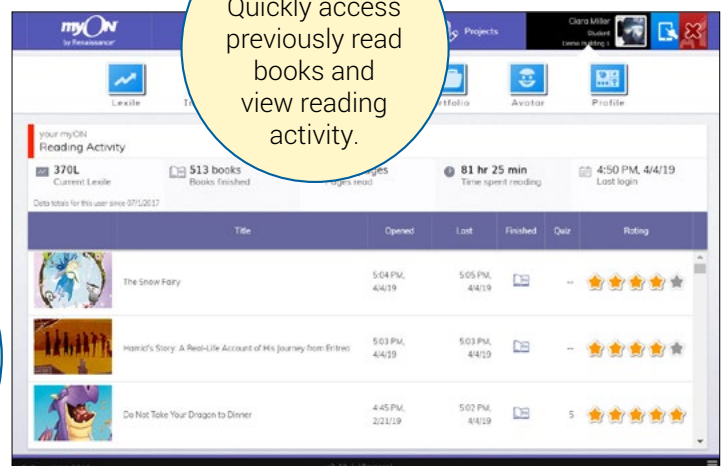 Quickly access
previously read
books and
view reading
activity.
myON
by Renaissance
Projects
Clara Miller
Student
Demo Building 1
Lexile
Avatar
Profile
your myON
Reading Activity
370L
Current Lexile
513 books
Books finished
81 hr 25 min
Time spent reading
4:50 PM, 4/4/19
Last login
Data totals for this user since 07/1/2017
Title Opened Last Finished Quiz Rating
The Snow Fairy 5:04 PM, 4/4/19 5:05 PM, 4/4/19 --
Hamid's Story: A Real-Life Account of His Journey from Eritrea 5:03 PM, 4/4/19 5:03 PM, 4/4/19 --
Do Not Take Your Dragon to Dinner 4:45 PM, 2/21/19 5:02 PM, 4/4/19 5